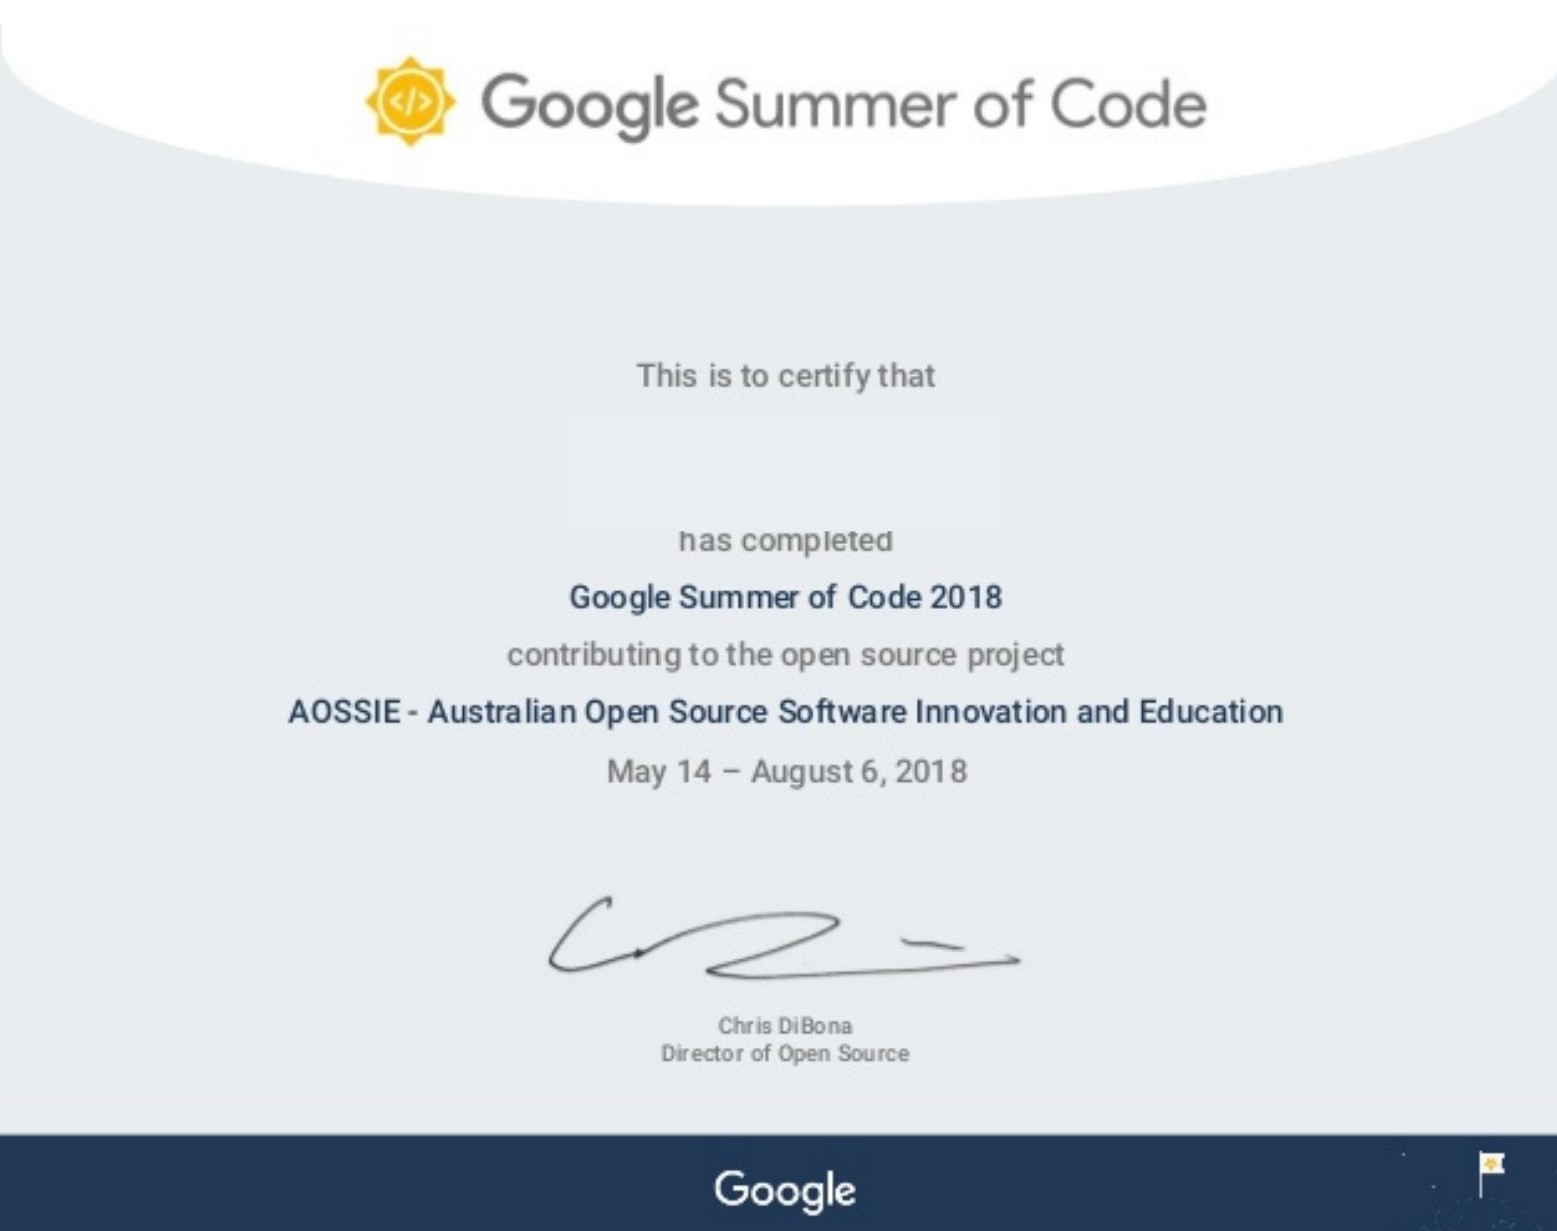 Google Summer of Code
This is to certify that
has completed
Google Summer of Code 2018
contributing to the open source project
AOSSIE - Australian Open Source Software Innovation and Education
May 14 – August 6, 2018
Chris DiBona
Director of Open Source
Google